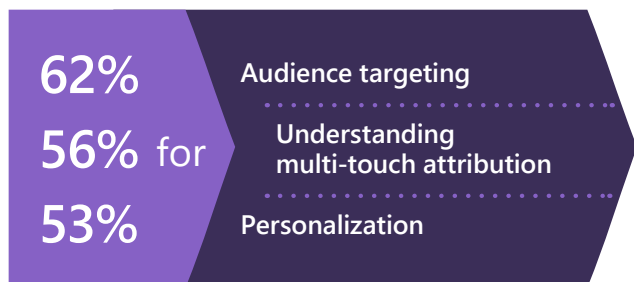 62% Audience targeting
56% for Understanding
multi-touch attribution
53% Personalization